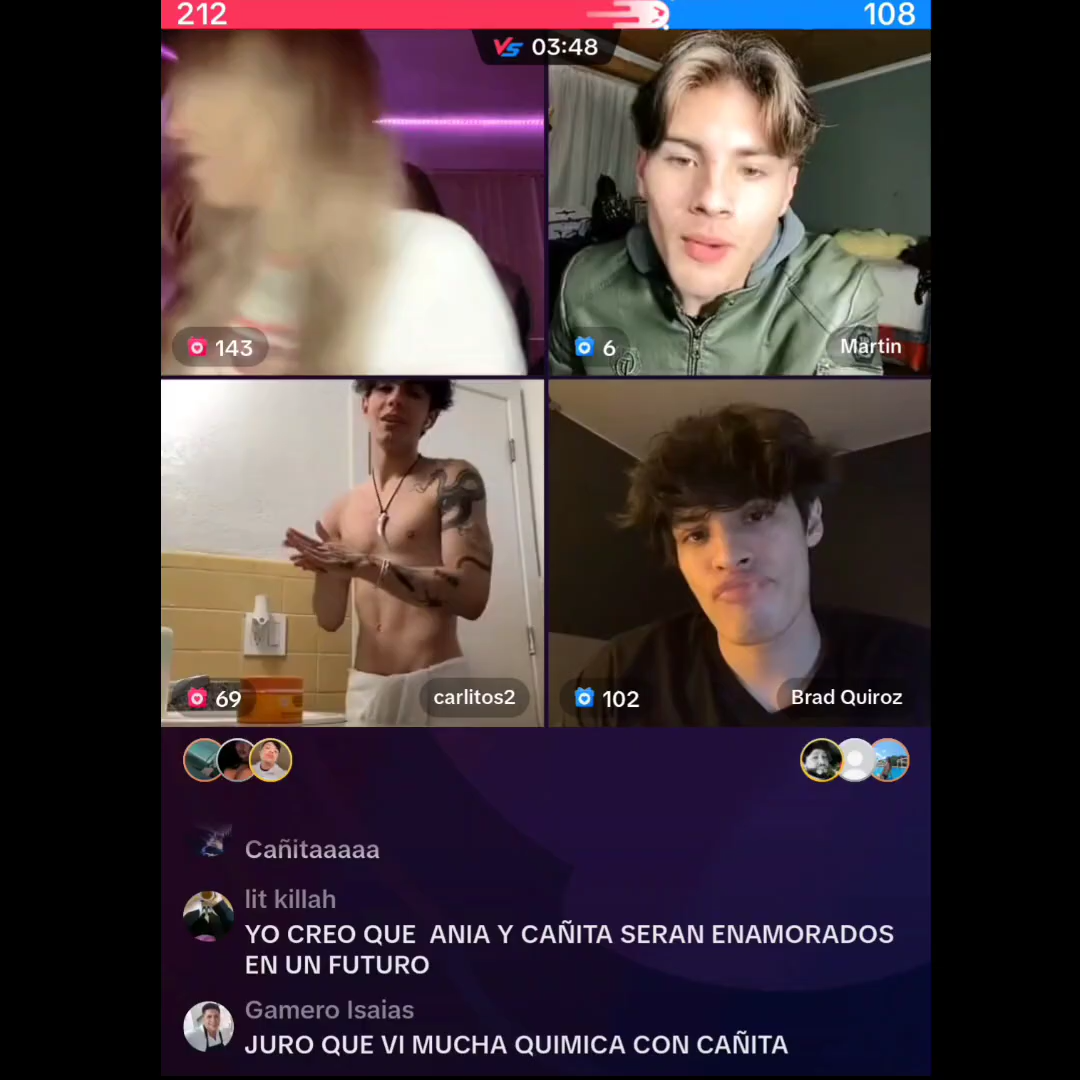 212
108
VS 03:48
143
6
Martin
69
carlitos2
102
Brad Quiroz
Cañitaaaaa
lit killah
YO CREO QUE ANIA Y CAÑITA SERAN ENAMORADOS
EN UN FUTURO
Gamero Isaias
JURO QUE VI MUCHA QUIMICA CON CAÑITA